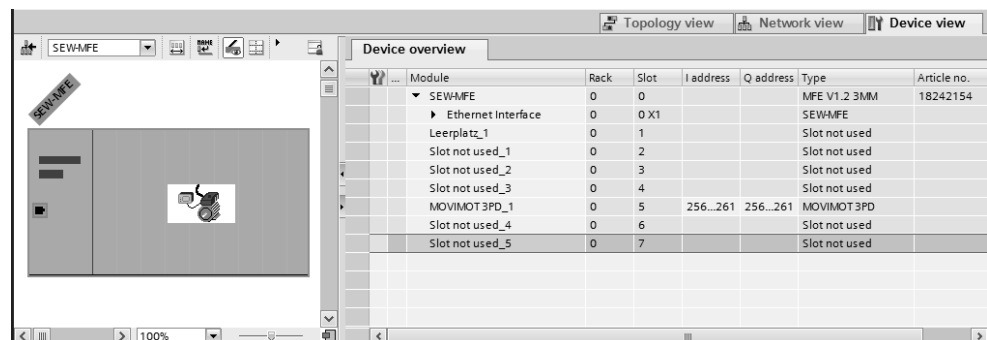 Topology view Network view Device view
SEW-MFE Device overview
SEW-MFE
... Module Rack Slot I address Q address Type Article no.
SEW-MFE 0 0 MFE V1.2 3MM 18242154
Ethernet Interface 0 0 X1 SEW-MFE
Leerplatz_1 0 1 Slot not used
Slot not used_1 0 2 Slot not used
Slot not used_2 0 3 Slot not used
Slot not used_3 0 4 Slot not used
MOVIMOT 3PD_1 0 5 256...261 256...261 MOVIMOT 3PD
Slot not used_4 0 6 Slot not used
Slot not used_5 0 7 Slot not used
100%